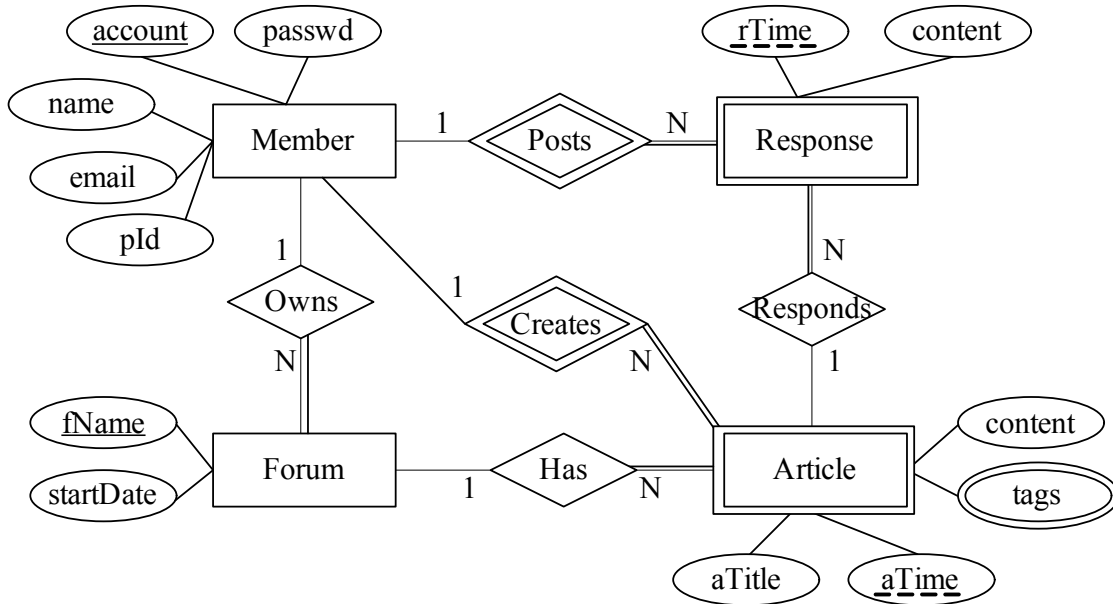 account
passwd
rTime
content
name
Member
1
Posts
N
Response
email
pId
1
N
Owns
1
Creates
Responds
N
N
1
fName
content
Forum
1
Has
N
Article
startDate
tags
aTitle
aTime